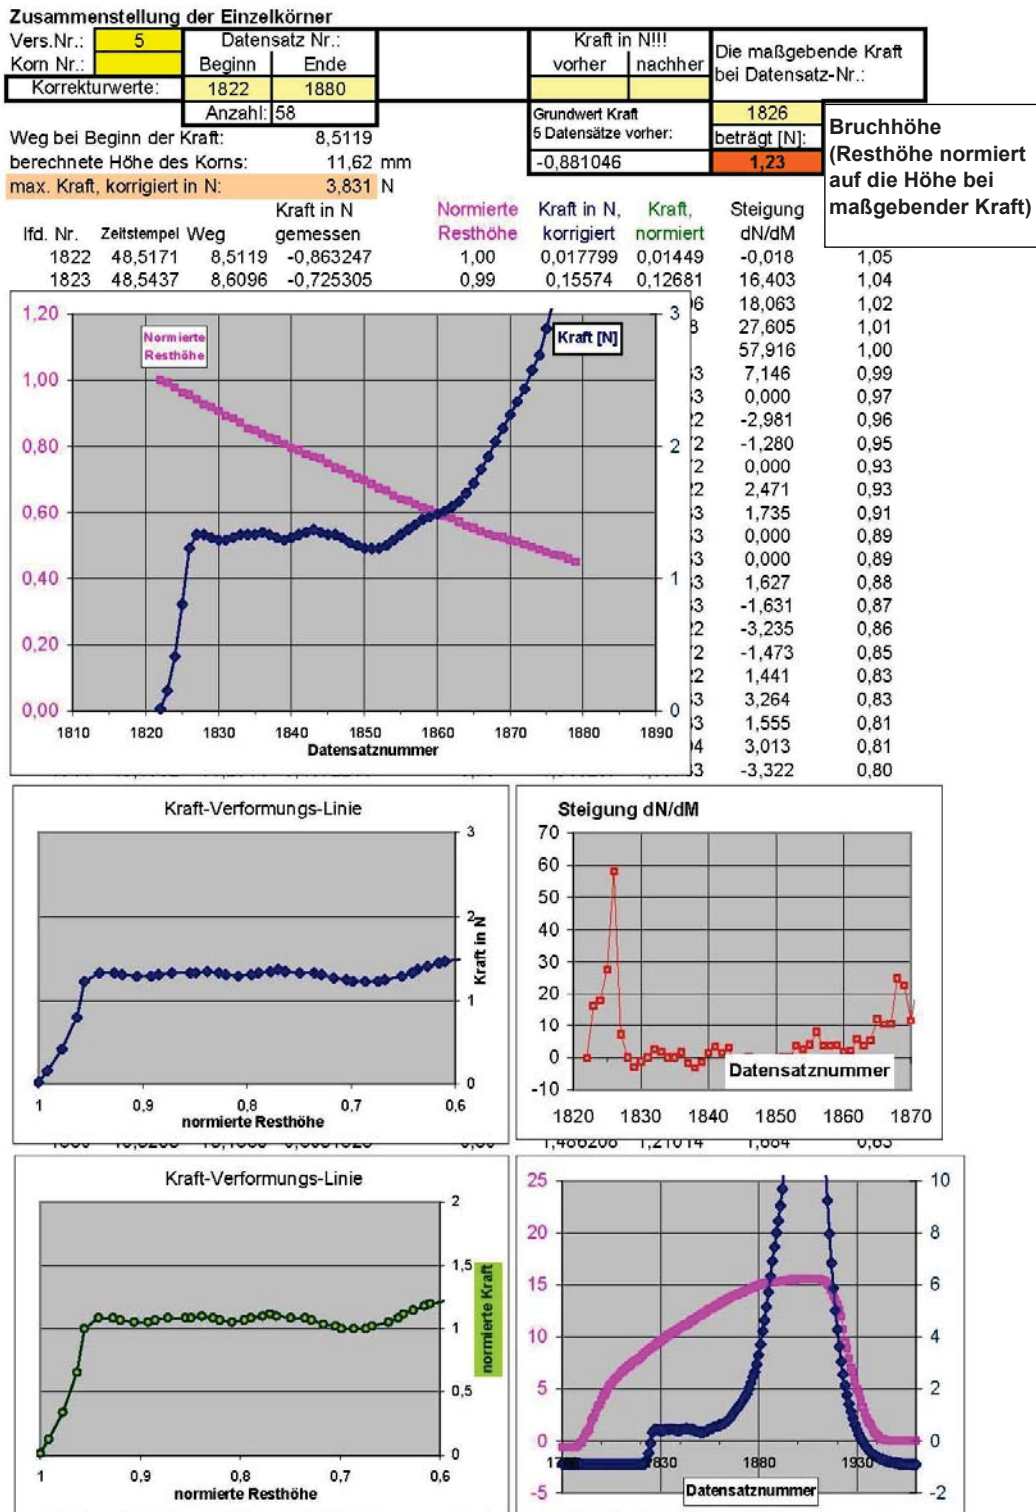 Zusammenstellung der Einzelkörner
Vers.Nr.: 5 Datensatz Nr.: Kraft in N!!! Die maßgebende Kraft
Korn Nr.: Beginn Ende vorher nachher bei Datensatz-Nr.:
Korrekturwerte: 1822 1880
Anzahl: 58 Grundwert Kraft 1826
Weg bei Beginn der Kraft: 8,5119 5 Datensätze vorher: beträgt [N]:
berechnete Höhe des Korns: 11,62 mm -0,881046 1,23
max. Kraft, korrigiert in N: 3,831 N
Bruchhöhe
(Resthöhe normiert
auf die Höhe bei
maßgebender Kraft)
Kraft in N Normierte Kraft in N, Kraft, Steigung
lfd. Nr. Zeitstempel Weg gemessen Resthöhe korrigiert normiert dN/dM
1822 48,5171 8,5119 -0,863247 1,00 0,017799 0,01449 -0,018 1,05
1823 48,5437 8,6096 -0,725305 0,99 0,15574 0,12681 16,403 1,04
18,063 1,02
27,605 1,01
57,916 1,00
7,146 0,99
0,000 0,97
-2,981 0,96
-1,280 0,95
0,000 0,93
2,471 0,93
1,735 0,91
0,000 0,89
0,000 0,89
1,627 0,88
-1,631 0,87
-3,235 0,86
-1,473 0,85
1,441 0,83
3,264 0,83
1,555 0,81
3,013 0,81
-3,322 0,80
1,20 3
Normierte
Resthöhe
Kraft [N]
1,00
0,80 2
0,60
0,40 1
0,20
0,00 0
1810 1820 1830 1840 1850 1860 1870 1880 1890
Datensatznummer
Kraft-Verformungs-Linie
3
2
1
0
Kraft in N
1 0,9 0,8 0,7 0,6
normierte Resthöhe
Steigung dN/dM
70
60
50
40
30
20
10
0
-10
Datensatznummer
1820 1830 1840 1850 1860 1870
Kraft-Verformungs-Linie
2
1,5
1
0,5
0
normierte Kraft
1 0,9 0,8 0,7 0,6
normierte Resthöhe
25 10
20 8
15 6
10 4
5 2
0 0
1830 1880 1930
-5 -2
Datensatznummer